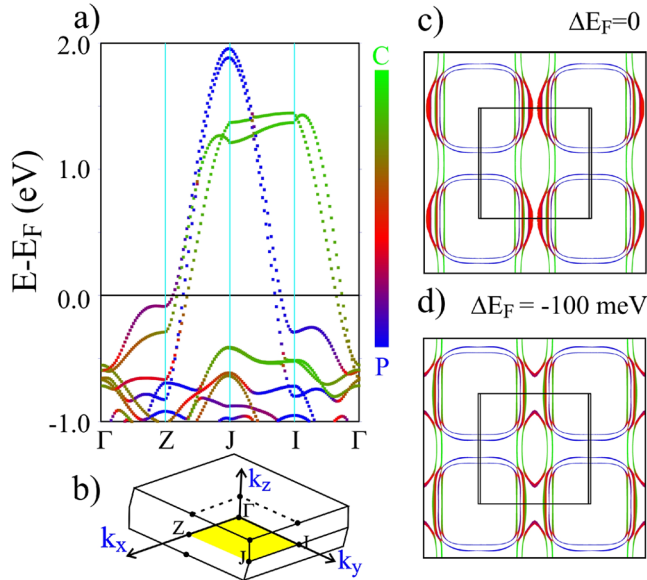 a)
2.0
1.0
0.0
-1.0
E-E_F (eV)
Γ Z J I Γ
C
P
b)
k_z
Γ
Z
k_x
J
I
k_y
c)
ΔE_F=0
d)
ΔE_F = -100 meV